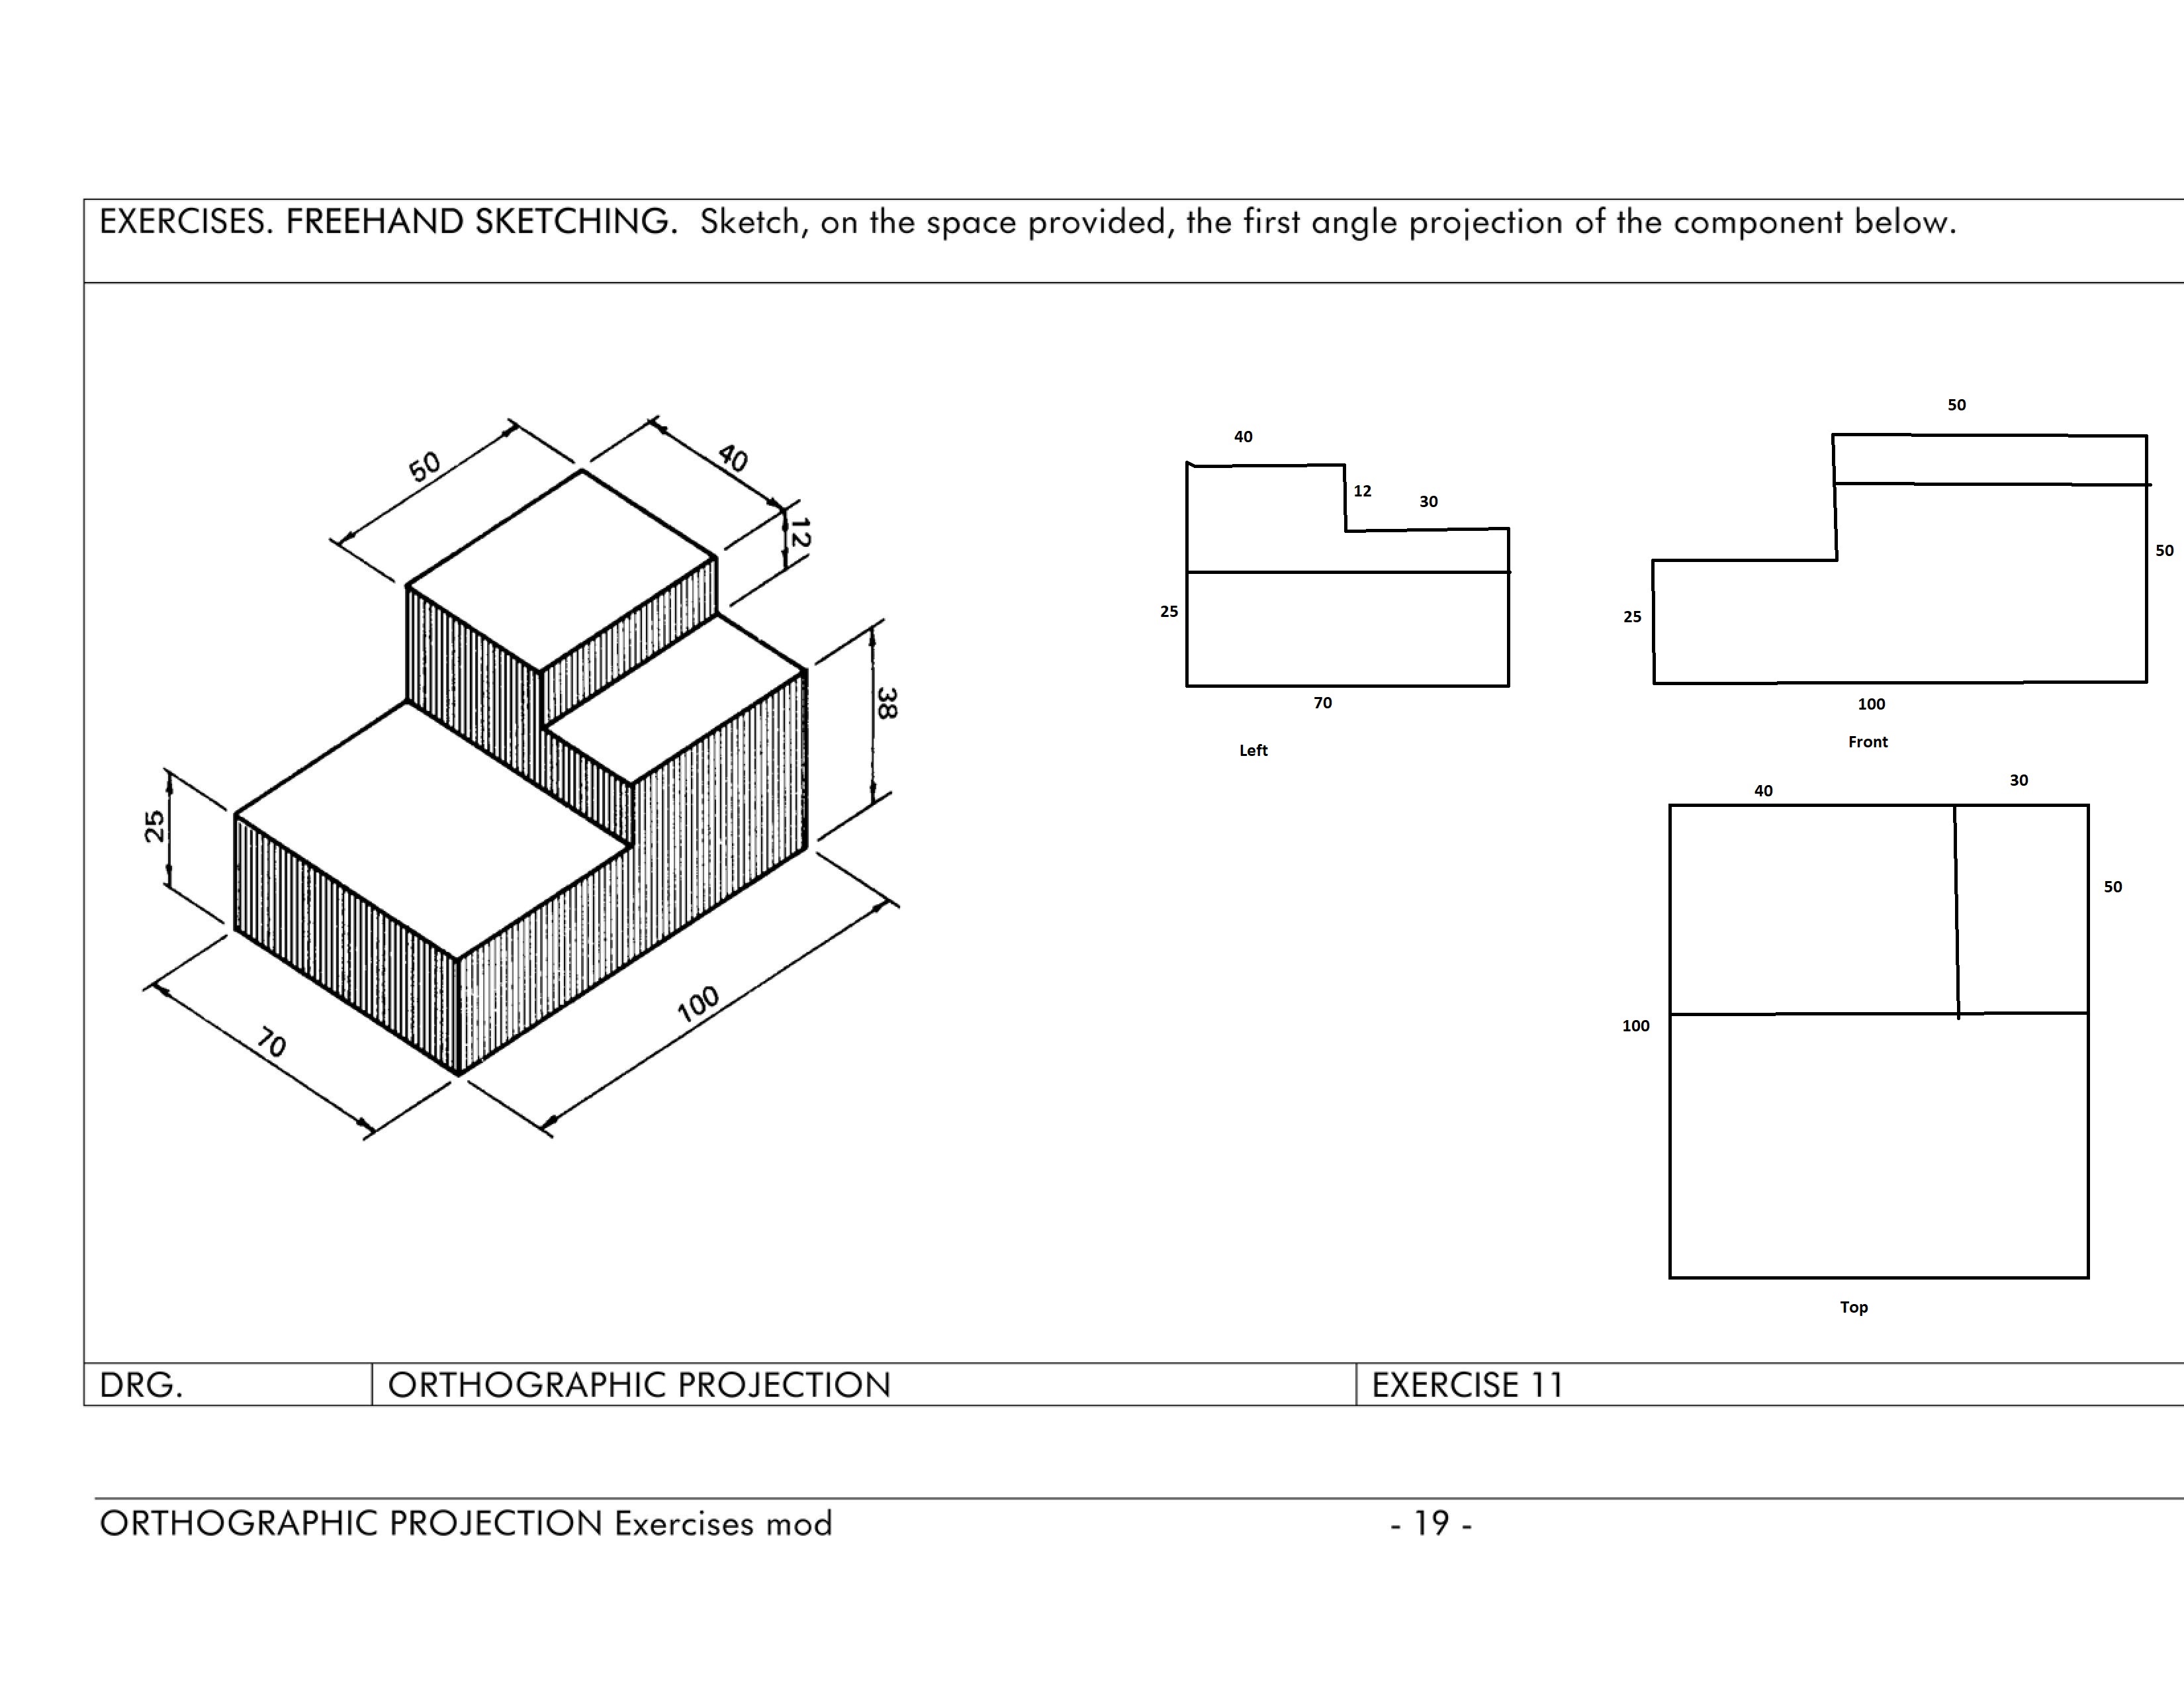 EXERCISES. FREEHAND SKETCHING.  Sketch, on the space provided, the first angle projection of the component below.
50
40
12
38
25
70
100
40
12
30
25
70
Left
50
50
25
100
Front
40
30
50
100
Top
DRG.
ORTHOGRAPHIC PROJECTION
EXERCISE 11
ORTHOGRAPHIC PROJECTION Exercises mod
- 19 -